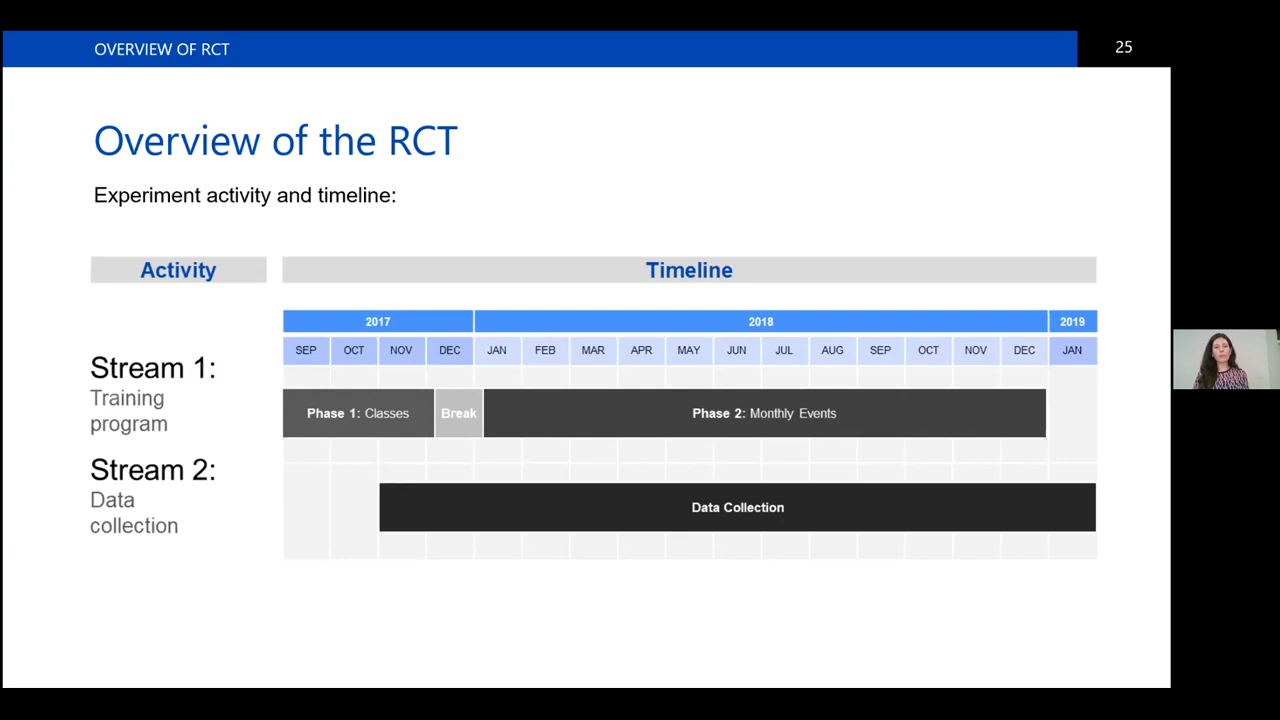 OVERVIEW OF RCT
25
Overview of the RCT
Experiment activity and timeline:
Activity
Timeline
2017
2018
2019
SEP OCT NOV DEC JAN FEB MAR APR MAY JUN JUL AUG SEP OCT NOV DEC JAN
Stream 1:
Training
program
Phase 1: Classes
Break
Phase 2: Monthly Events
Stream 2:
Data
collection
Data Collection